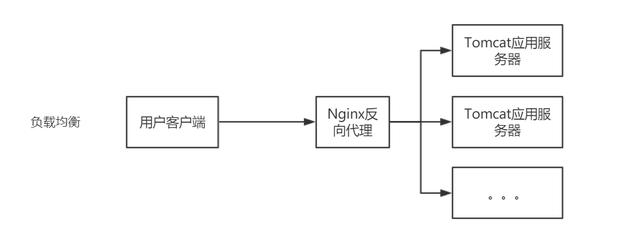 负载均衡
用户客户端
Nginx反
向代理
Tomcat应用服
务器
Tomcat应用服
务器
。。。